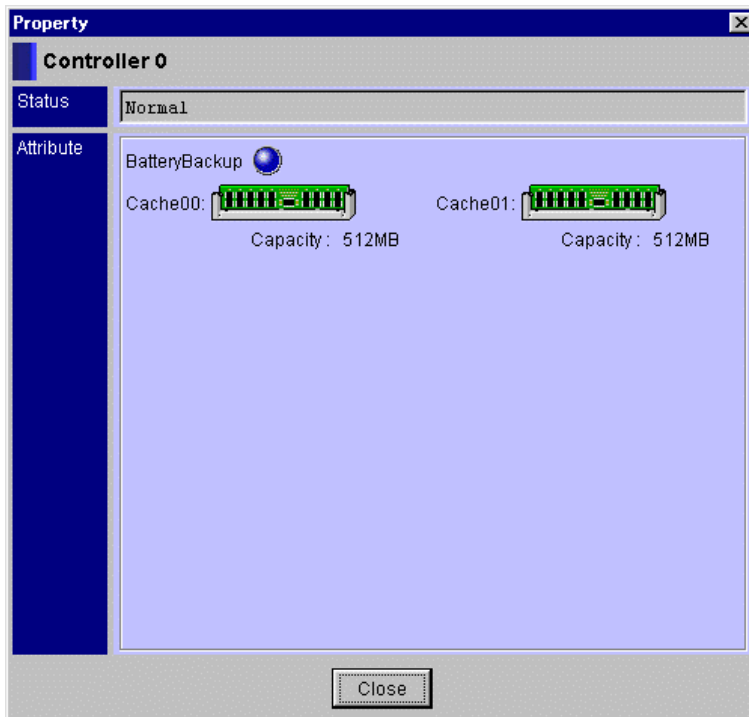 Property
Controller 0
Status
Normal
Attribute
BatteryBackup
Cache00: Cache01:
Capacity : 512MB Capacity : 512MB
Close